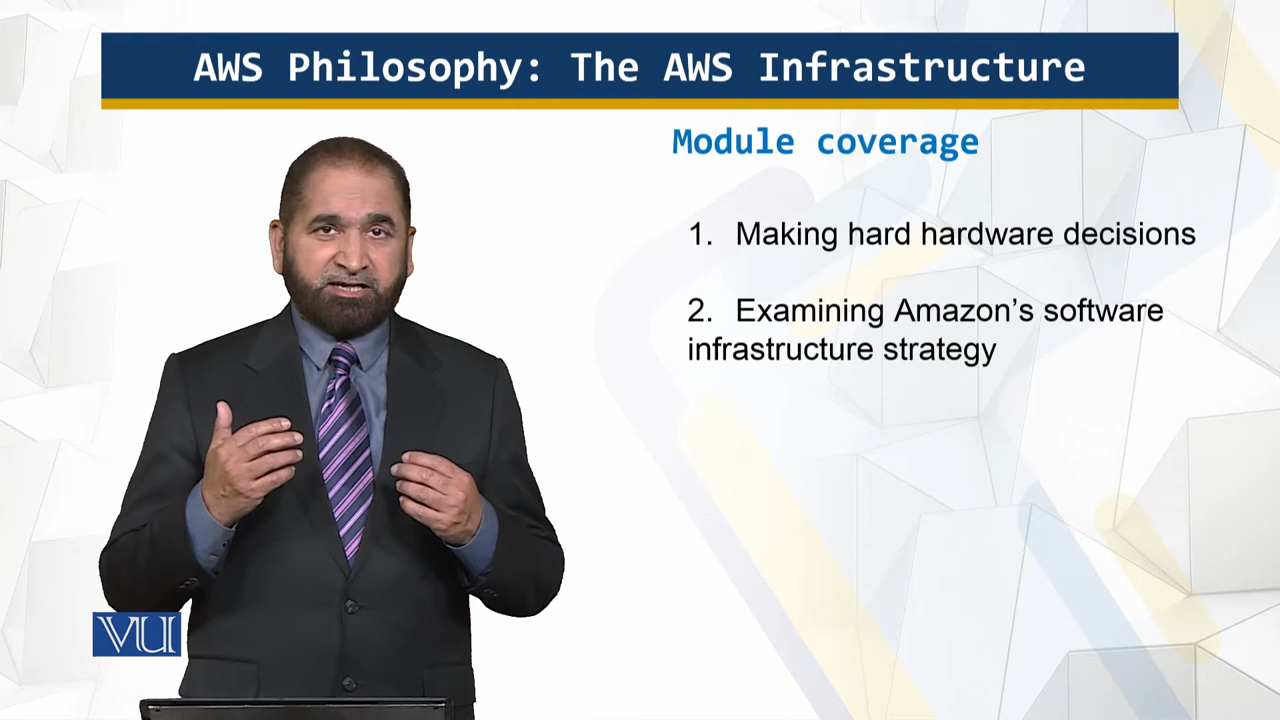 AWS Philosophy: The AWS Infrastructure
Module coverage
1. Making hard hardware decisions
2. Examining Amazon’s software
infrastructure strategy
VU